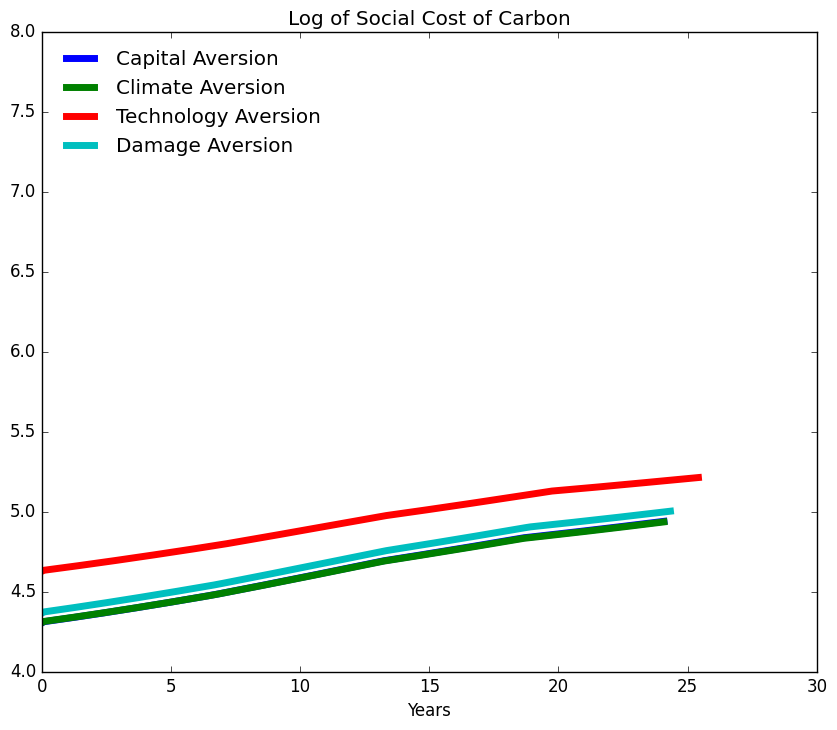 Log of Social Cost of Carbon
8.0
Capital Aversion
Climate Aversion
7.5
Technology Aversion
Damage Aversion
7.0
6.5
6.0
5.5
5.0
4.5
4.0
0 5 10 15 20 25 30
Years